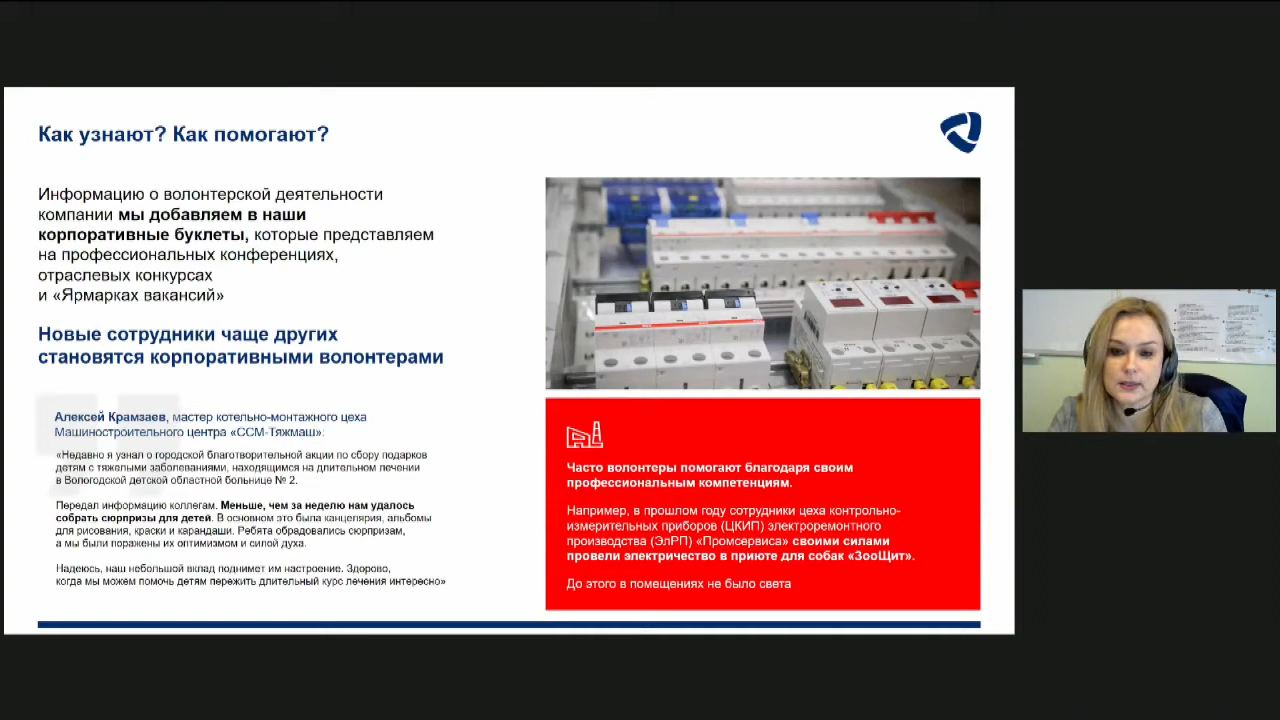 Как узнают? Как помогают?
Информацию о волонтерской деятельности
компании мы добавляем в наши
корпоративные буклеты, которые представляем
на профессиональных конференциях,
отраслевых конкурсах
и «Ярмарках вакансий»
Новые сотрудники чаще других
становятся корпоративными волонтерами
Алексей Крамзаев, мастер котельно-монтажного цеха
Машиностроительного центра «ССМ-Тяжмаш»:
«Недавно я узнал о городской благотворительной акции по сбору подарков
детям с тяжелыми заболеваниями, находящимся на длительном лечении
в Вологодской детской областной больнице № 2.
Передал информацию коллегам. Меньше, чем за неделю нам удалось
собрать сюрпризы для детей. В основном это была канцелярия, альбомы
для рисования, краски и карандаши. Ребята обрадовались сюрпризам,
а мы были поражены их оптимизмом и силой духа.
Надеюсь, наш небольшой вклад поднимет им настроение. Здорово,
когда мы можем помочь детям пережить длительный курс лечения интересно»
Часто волонтеры помогают благодаря своим
профессиональным компетенциям.
Например, в прошлом году сотрудники цеха контрольно-
измерительных приборов (ЦКИП) электроремонтного
производства (ЭлРП) «Промсервиса» своими силами
провели электричество в приюте для собак «ЗооЩит».
До этого в помещениях не было света